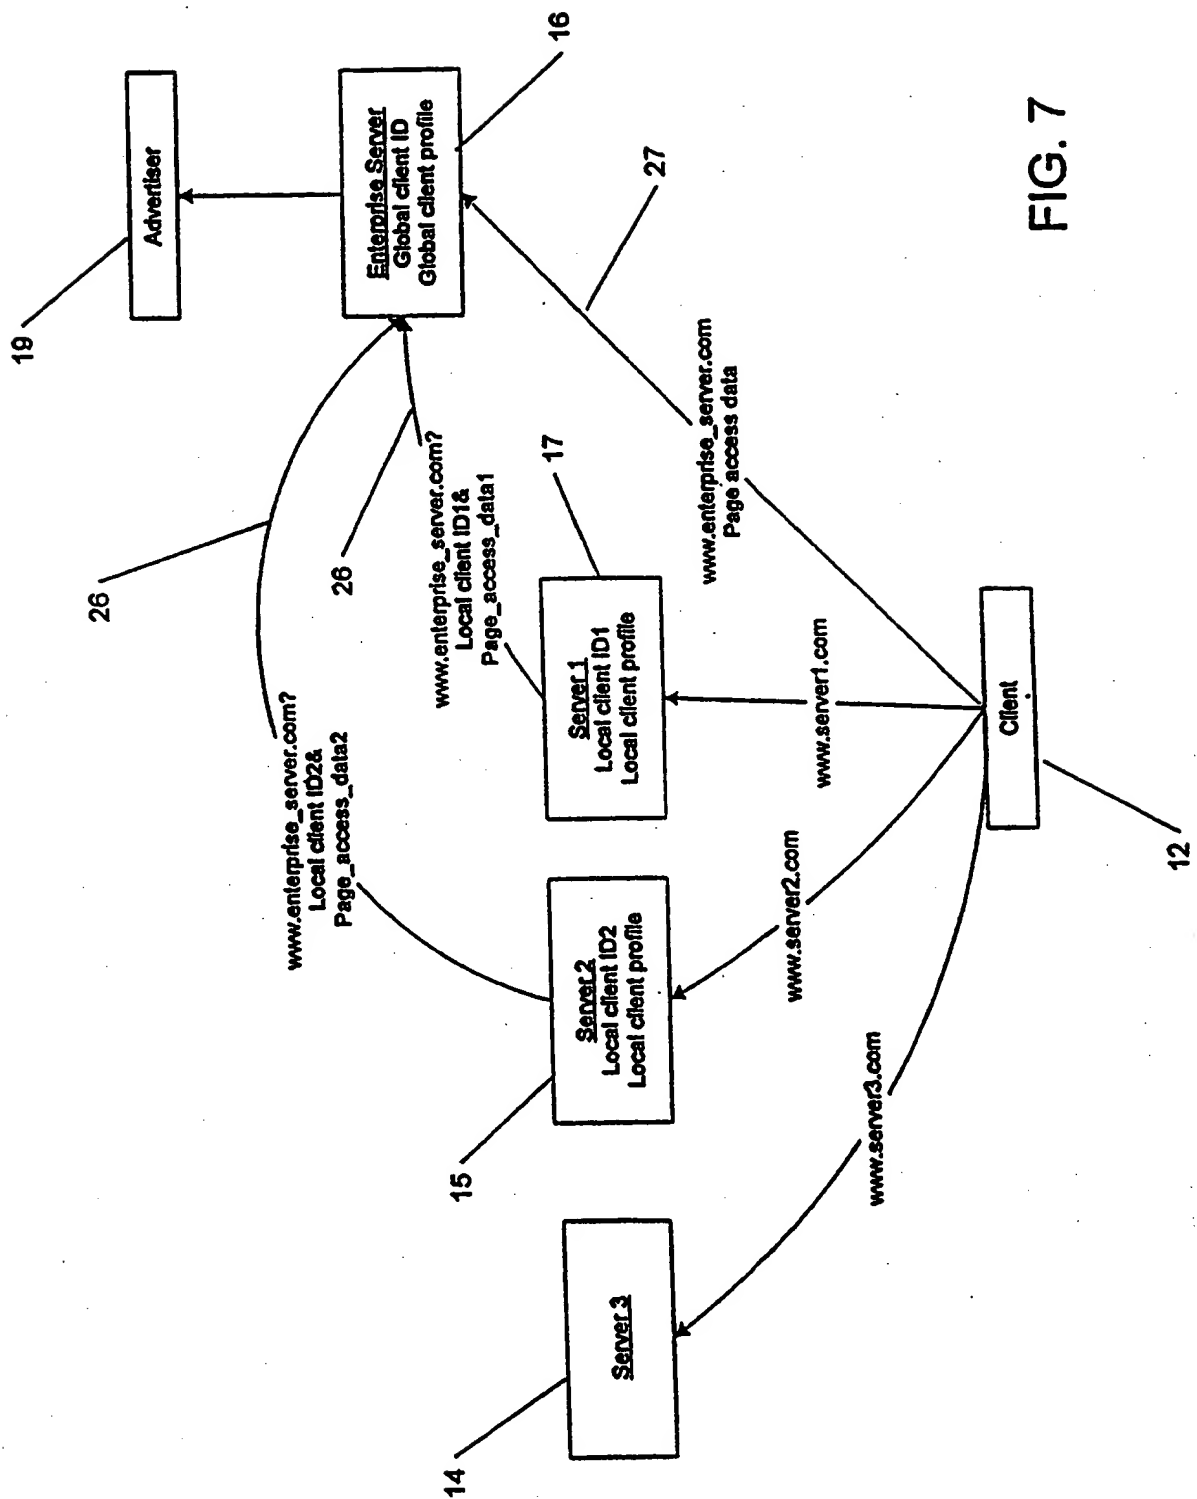 19
Advertiser
Enterprise Server
Global client ID
Global client profile
16
26
26
27
www.enterprise_server.com?
Local client ID2&
Page_access_data2
www.enterprise_server.com?
Local client ID1&
Page_access_data1
www.enterprise_server.com
Page access data
14
Server 3
15
Server 2
Local client ID2
Local client profile
17
Server 1
Local client ID1
Local client profile
www.server3.com
www.server2.com
www.server1.com
Client
12
FIG. 7